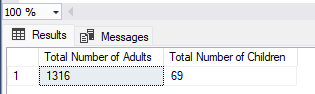 100 %
Results Messages
Total Number of Adults Total Number of Children
1 1316 69